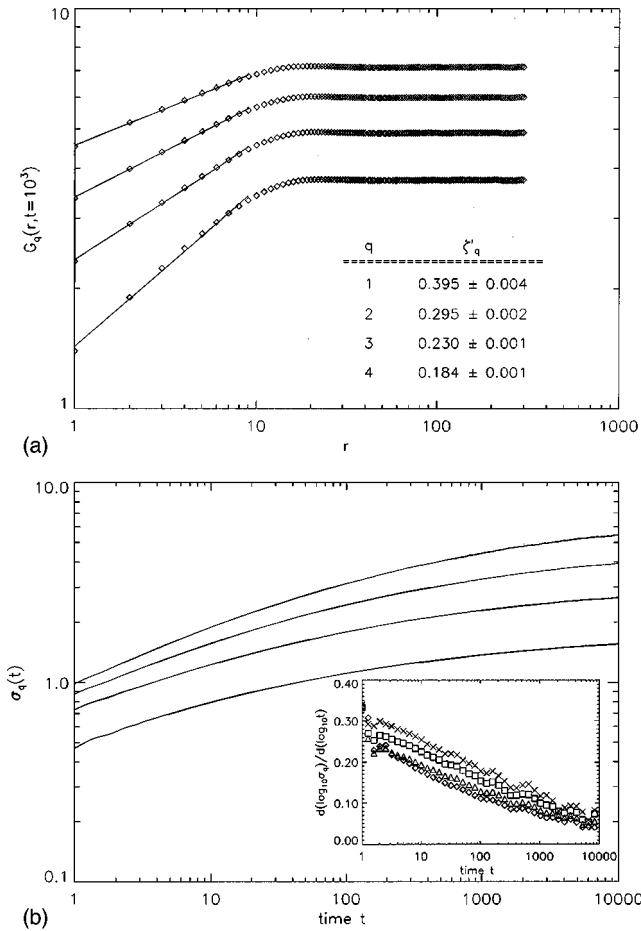 10
G_q(r,t=10^3)
q ζ'_q
1 0.395 ± 0.004
2 0.295 ± 0.002
3 0.230 ± 0.001
4 0.184 ± 0.001
1
1 10 100 1000
(a) r
10.0
σ_q(t)
1.0
0.1
0.40
0.30
0.20
0.10
0.00
d(log_10σ_q)/d(log_10t)
1 10 100 1000 10000
time t
1 10 100 1000 10000
(b) time t